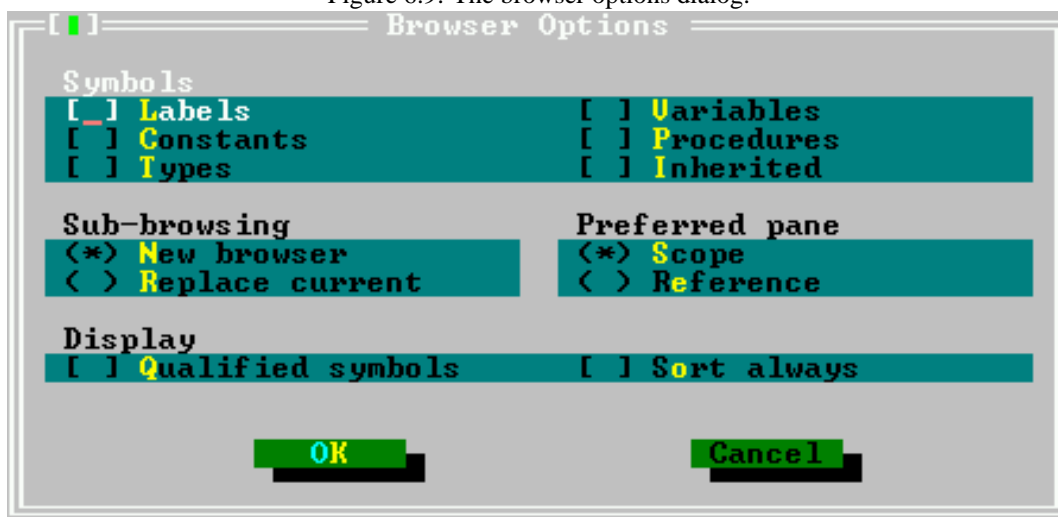 Figure 6.9: The browser options dialog.
[▮] Browser Options
Symbols
[_] Labels [ ] Variables
[ ] Constants [ ] Procedures
[ ] Types [ ] Inherited
Sub-browsing Preferred pane
(*) New browser (*) Scope
( ) Replace current ( ) Reference
Display
[ ] Qualified symbols [ ] Sort always
OK Cancel